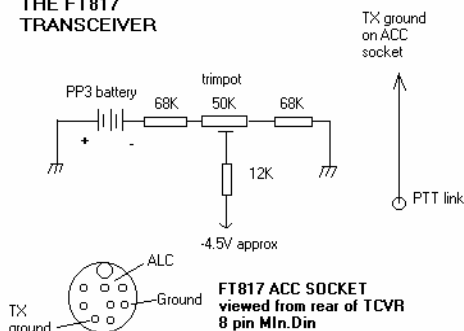 THE FT817
TRANSCEIVER
TX ground
on ACC
socket
trimpot
PP3 battery
68K
50K
68K
+
-
12K
PTT link
-4.5V approx
ALC
Ground
TX
ground
FT817 ACC SOCKET
viewed from rear of TCVR
8 pin MIn.Din